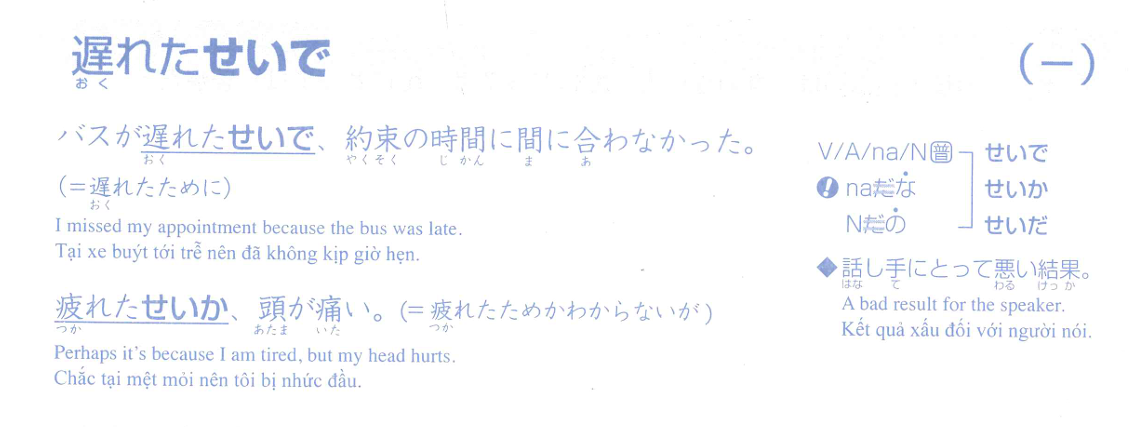 遅れたせいで
おく
(−)
バスが遅れたせいで、約束の時間に間に合わなかった。
おく やくそく じ かん ま あ
(=遅れたために)
おく
I missed my appointment because the bus was late.
Tại xe buýt tới trễ nên đã không kịp giờ hẹn.
疲れたせいか、頭が痛い。(=疲れたためかわからないが)
つか あたま いた つか
Perhaps it's because I am tired, but my head hurts.
Chắc tại mệt mỏi nên tôi bị nhức đầu.
V/A/na/N普 せいで
! naだな せいか
Nだの せいだ
◆話し手にとって悪い結果。
はな て わる けっ か
A bad result for the speaker.
Kết quả xấu đối với người nói.